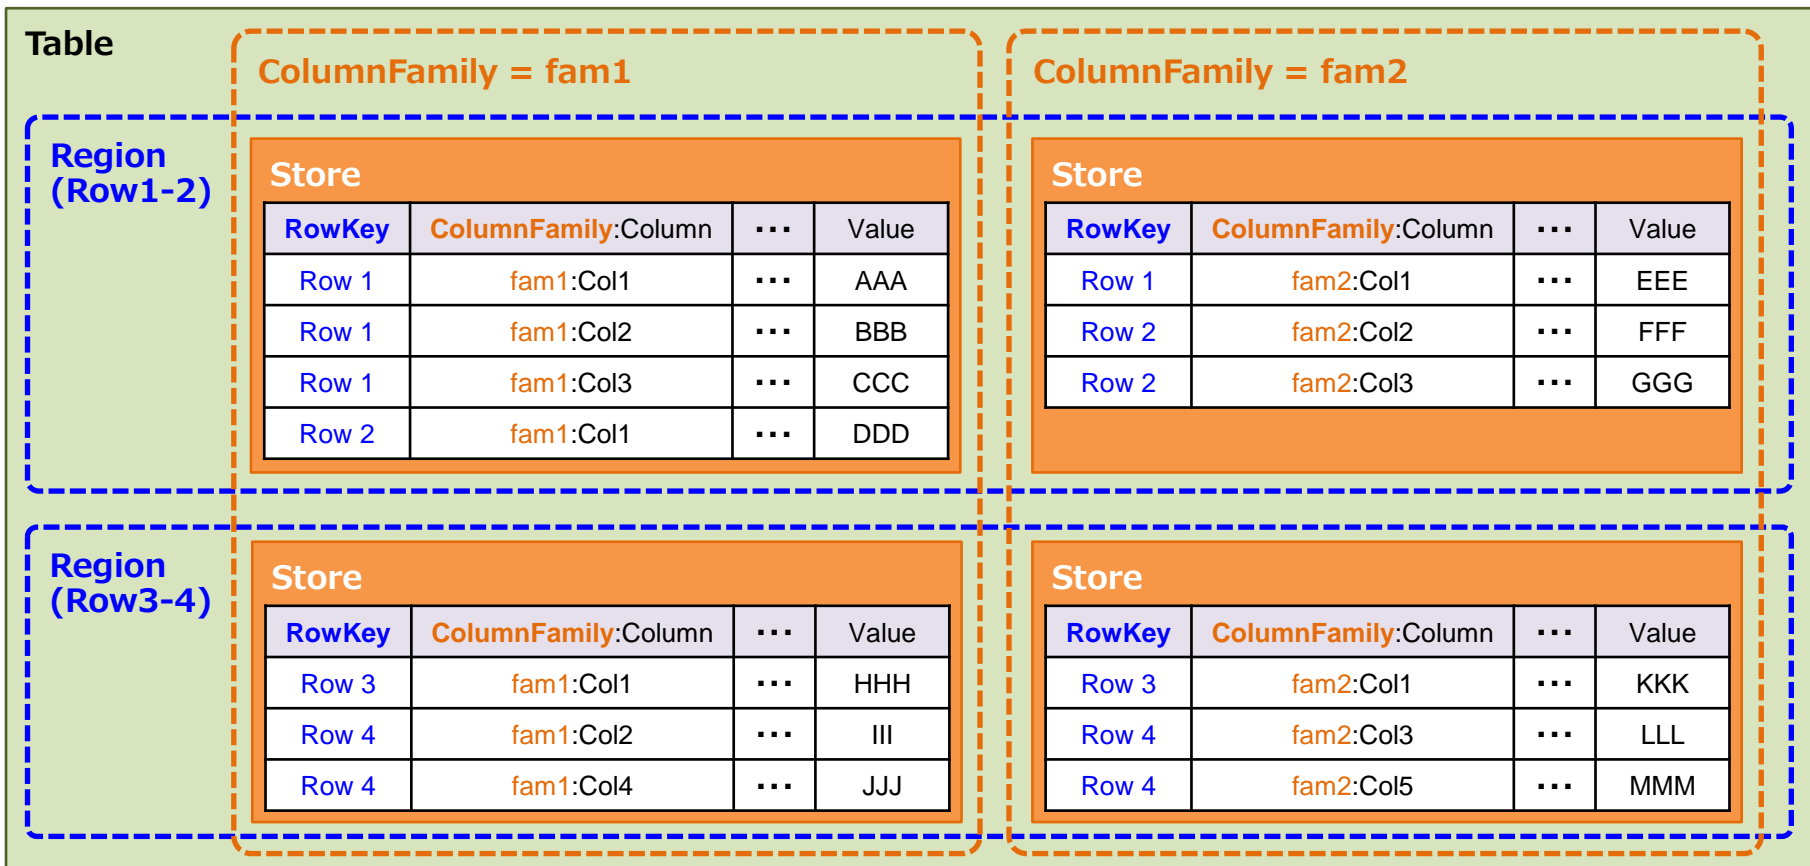 Table
ColumnFamily = fam1
ColumnFamily = fam2
Region
(Row1-2)
Store
RowKey ColumnFamily:Column ··· Value
Row 1 fam1:Col1 ··· AAA
Row 1 fam1:Col2 ··· BBB
Row 1 fam1:Col3 ··· CCC
Row 2 fam1:Col1 ··· DDD
Store
RowKey ColumnFamily:Column ··· Value
Row 1 fam2:Col1 ··· EEE
Row 2 fam2:Col2 ··· FFF
Row 2 fam2:Col3 ··· GGG
Region
(Row3-4)
Store
RowKey ColumnFamily:Column ··· Value
Row 3 fam1:Col1 ··· HHH
Row 4 fam1:Col2 ··· III
Row 4 fam1:Col4 ··· JJJ
Store
RowKey ColumnFamily:Column ··· Value
Row 3 fam2:Col1 ··· KKK
Row 4 fam2:Col3 ··· LLL
Row 4 fam2:Col5 ··· MMM